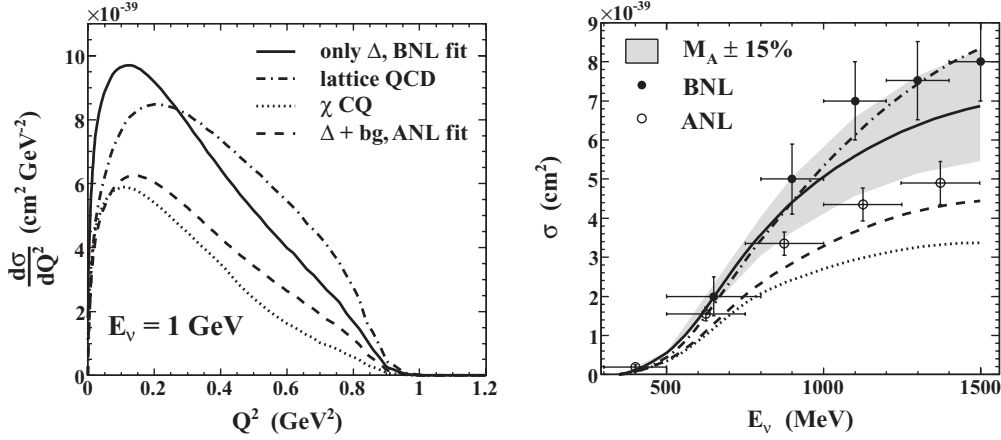 ×10⁻³⁹
only Δ, BNL fit
lattice QCD
χ CQ
Δ + bg, ANL fit
E_ν = 1 GeV
dσ/dQ² (cm² GeV⁻²)
10
8
6
4
2
0
0 0.2 0.4 0.6 0.8 1 1.2
Q² (GeV²)
×10⁻³⁹
M_A ± 15%
BNL
ANL
σ (cm²)
9
8
7
6
5
4
3
2
1
0
500 1000 1500
E_ν (MeV)